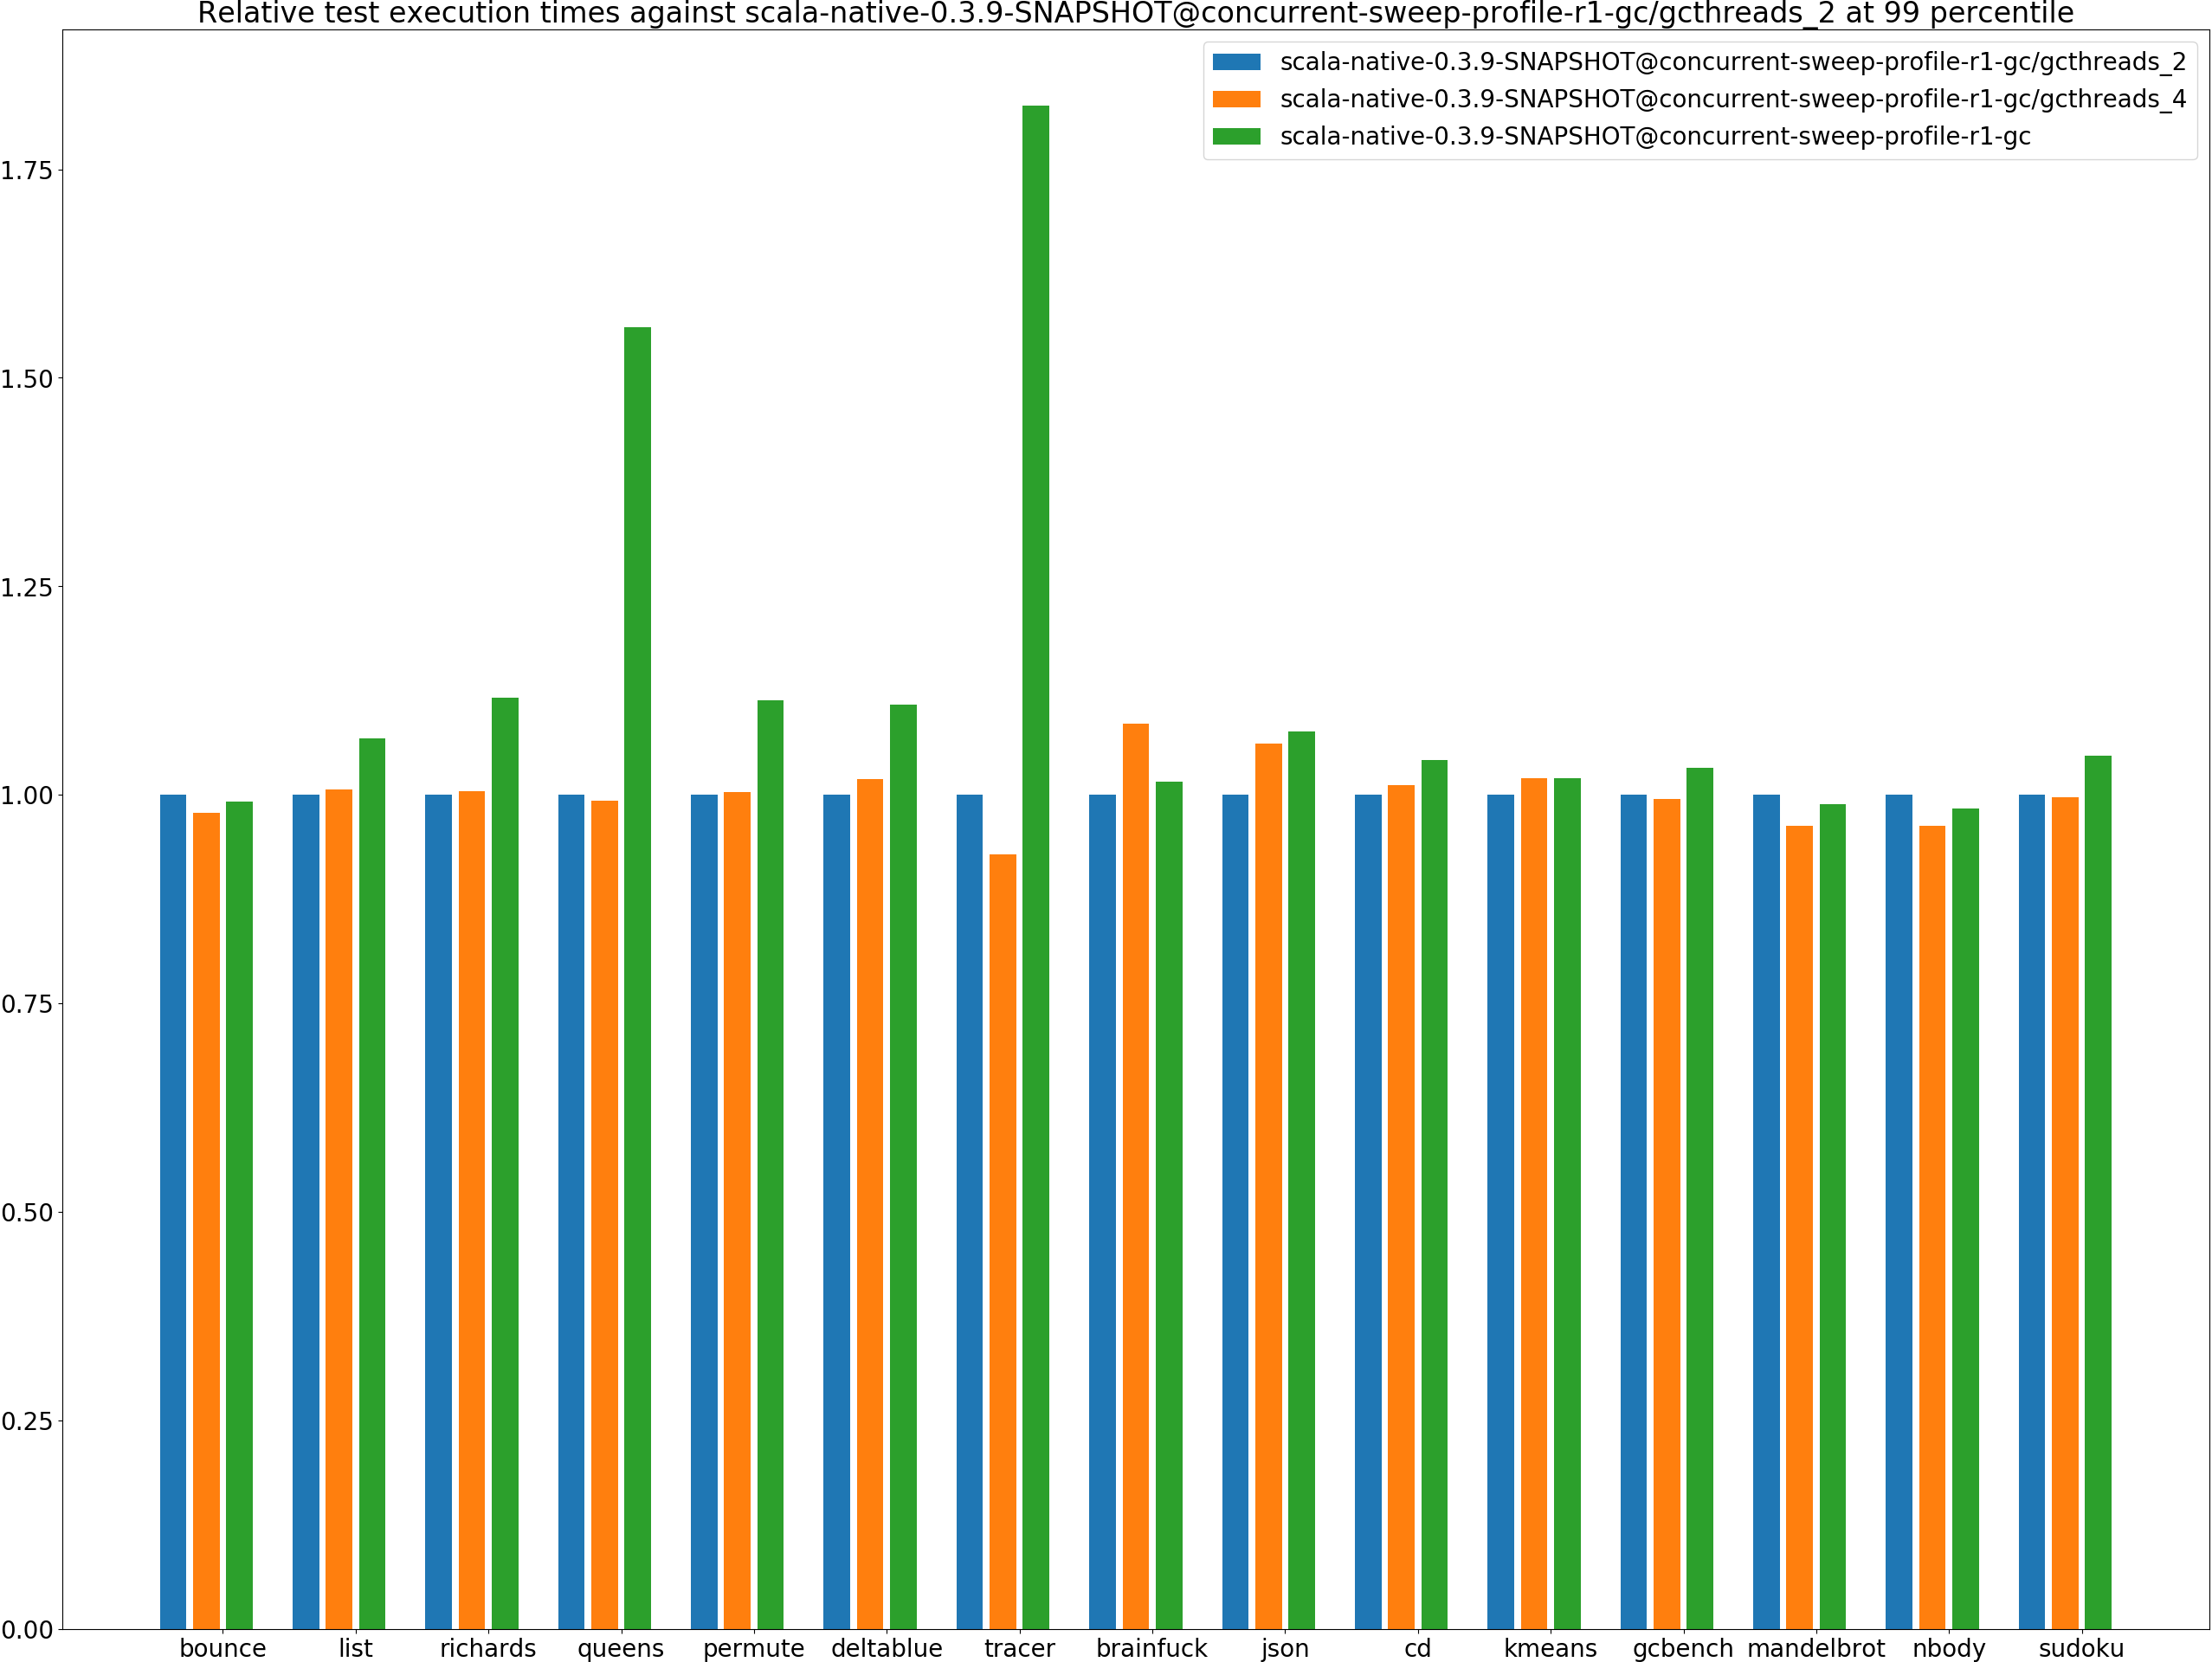 Relative test execution times against scala-native-0.3.9-SNAPSHOT@concurrent-sweep-profile-r1-gc/gcthreads_2 at 99 percentile
scala-native-0.3.9-SNAPSHOT@concurrent-sweep-profile-r1-gc/gcthreads_2
scala-native-0.3.9-SNAPSHOT@concurrent-sweep-profile-r1-gc/gcthreads_4
scala-native-0.3.9-SNAPSHOT@concurrent-sweep-profile-r1-gc
1.75
1.50
1.25
1.00
0.75
0.50
0.25
0.00
bounce list richards queens permute deltablue tracer brainfuck json cd kmeans gcbench mandelbrot nbody sudoku